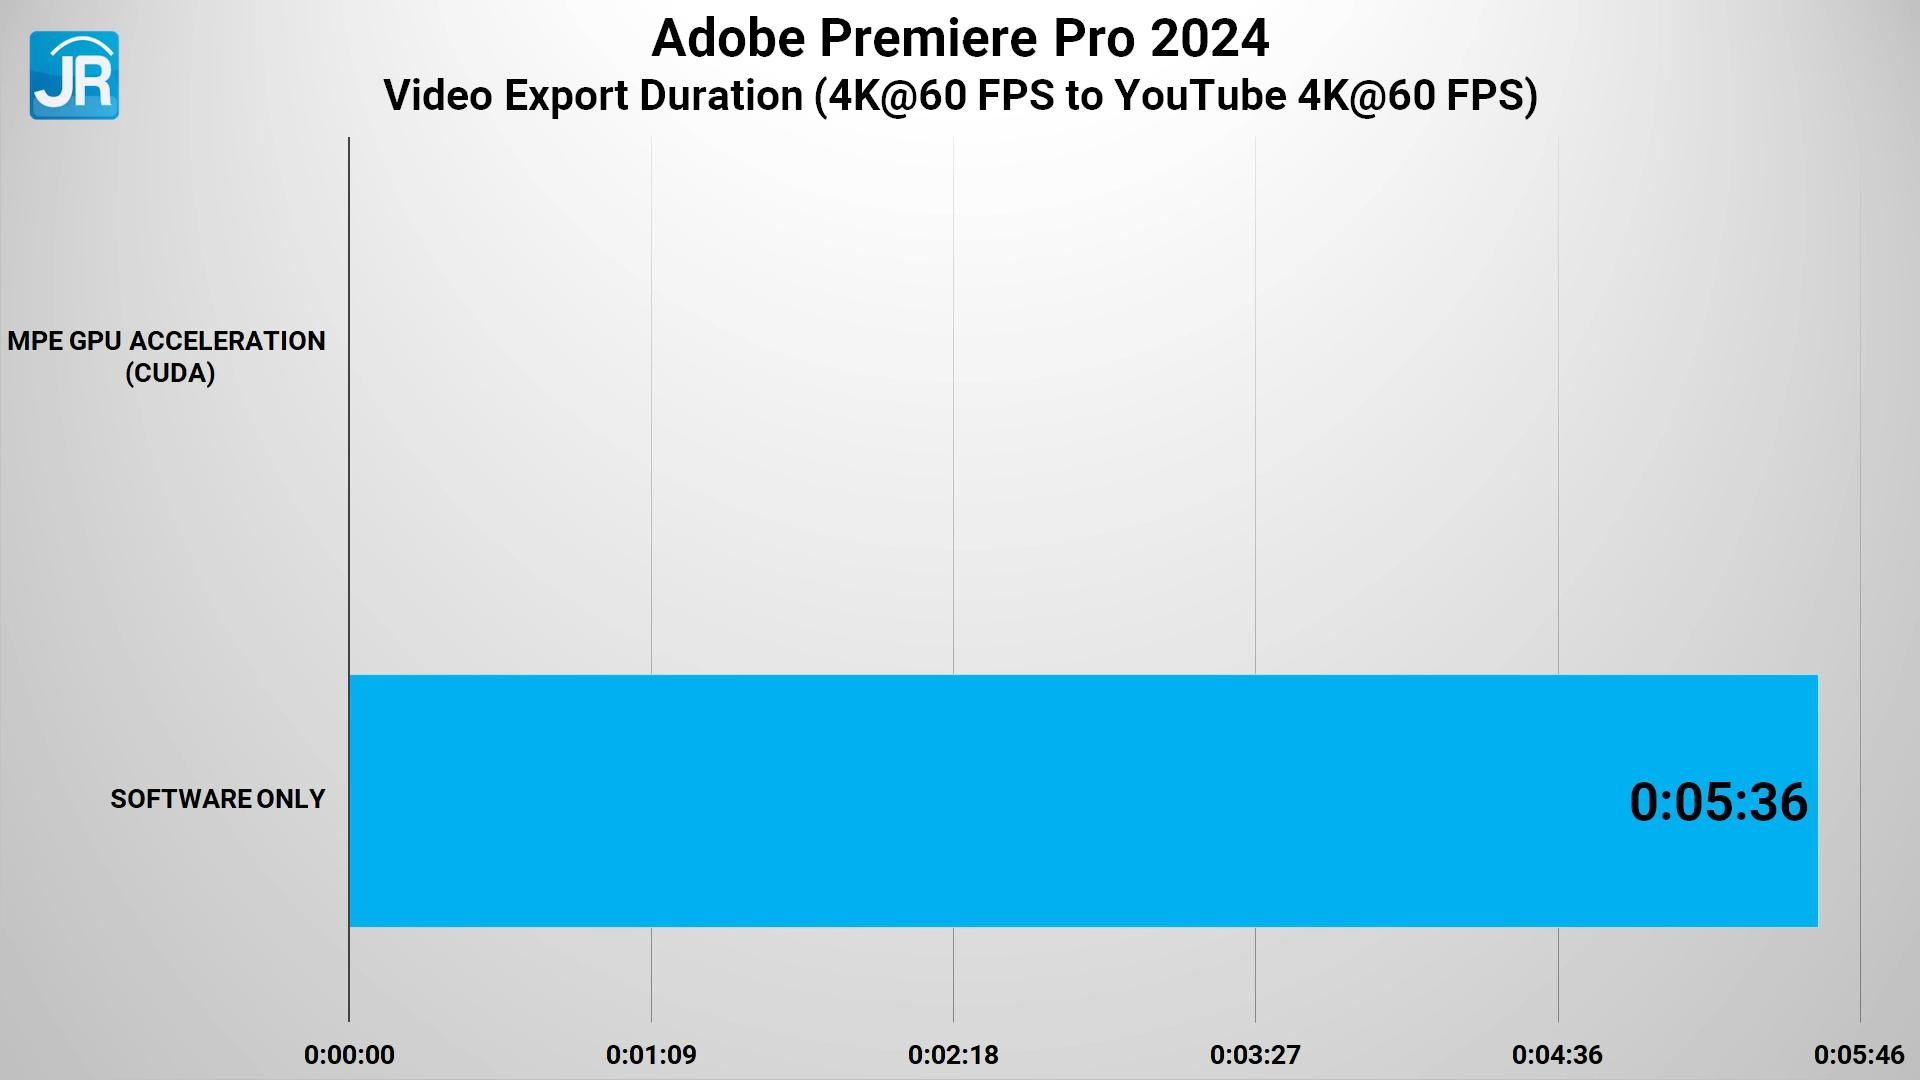 JR
Adobe Premiere Pro 2024
Video Export Duration (4K@60 FPS to YouTube 4K@60 FPS)
MPE GPU ACCELERATION
(CUDA)
SOFTWARE ONLY
0:05:36
0:00:00 0:01:09 0:02:18 0:03:27 0:04:36 0:05:46